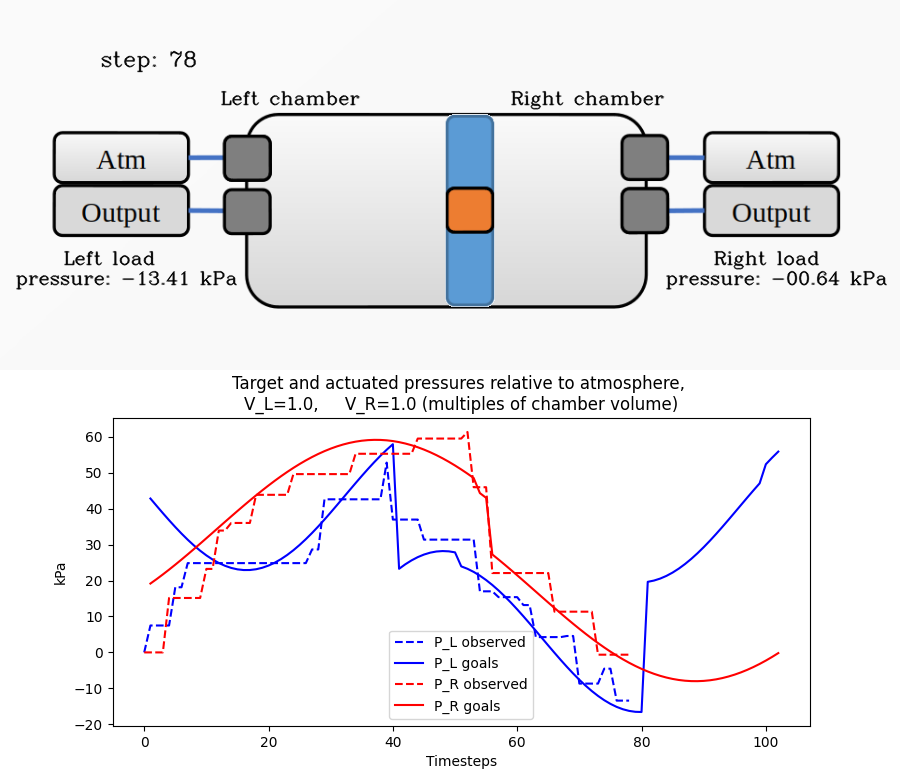 step: 78
Left chamber
Right chamber
Atm
Atm
Output
Output
Left load
pressure: −13.41 kPa
Right load
pressure: −00.64 kPa
Target and actuated pressures relative to atmosphere,
V_L=1.0, V_R=1.0 (multiples of chamber volume)
60
50
40
30
20
10
0
−10
−20
kPa
P_L observed
P_L goals
P_R observed
P_R goals
0 20 40 60 80 100
Timesteps